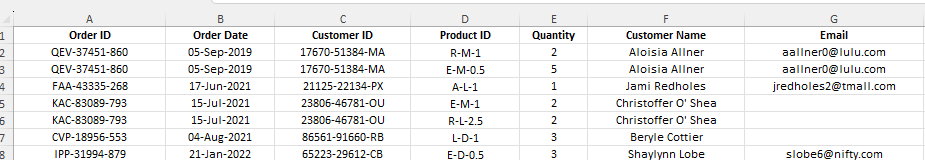 A B C D E F G
1 Order ID Order Date Customer ID Product ID Quantity Customer Name Email
2 QEV-37451-860 05-Sep-2019 17670-51384-MA R-M-1 2 Aloisia Allner aallner0@lulu.com
3 QEV-37451-860 05-Sep-2019 17670-51384-MA E-M-0.5 5 Aloisia Allner aallner0@lulu.com
4 FAA-43335-268 17-Jun-2021 21125-22134-PX A-L-1 1 Jami Redholes jredholes2@tmall.com
5 KAC-83089-793 15-Jul-2021 23806-46781-OU E-M-1 2 Christoffer O' Shea
6 KAC-83089-793 15-Jul-2021 23806-46781-OU R-L-2.5 2 Christoffer O' Shea
7 CVP-18956-553 04-Aug-2021 86561-91660-RB L-D-1 3 Beryle Cottier
8 IPP-31994-879 21-Jan-2022 65223-29612-CB E-D-0.5 3 Shaylynn Lobe slobe6@nifty.com